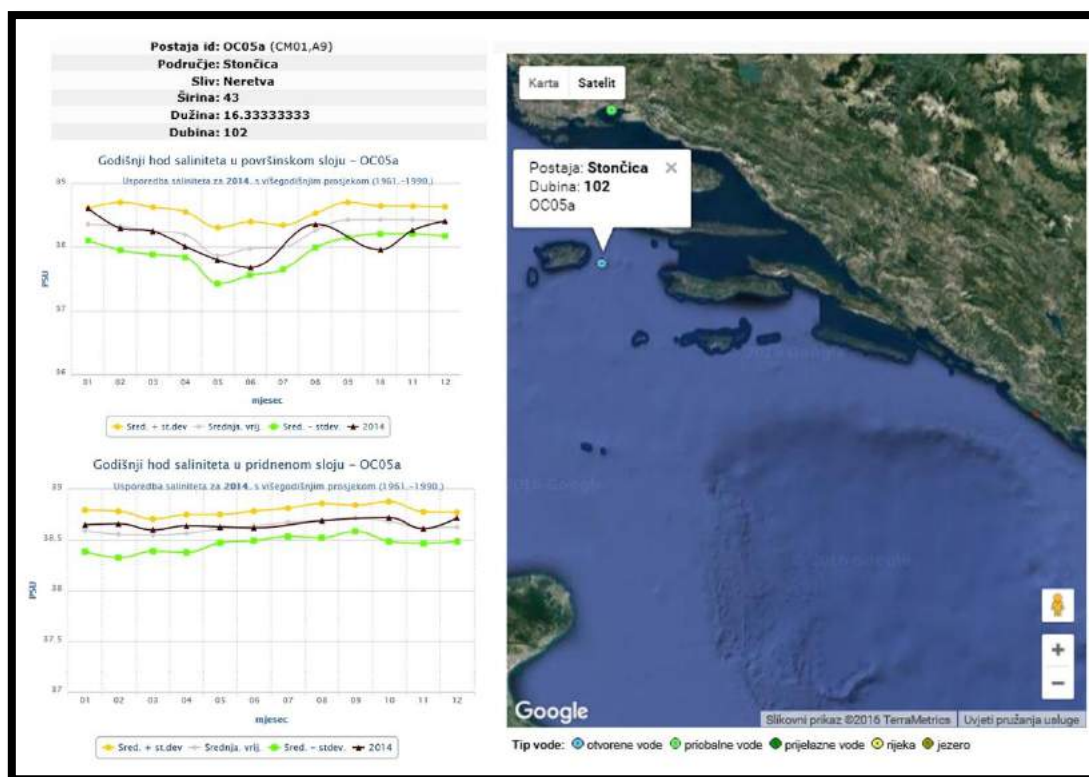 Postaja id: OC05a (CM01,A9)
Područje: Stončica
Sliv: Neretva
Širina: 43
Dužina: 16.33333333
Dubina: 102
Godišnji hod saliniteta u površinskom sloju - OC05a
Usporedba saliniteta za 2014. s višegodišnjim prosjekom (1961.-1990.)
39
38
37
36
PSU
01 02 03 04 05 06 07 08 09 10 11 12
mjesec
Sred. + st.dev Srednja. vrij. Sred. - stdev. 2014
Godišnji hod saliniteta u pridnenom sloju - OC05a
Usporedba saliniteta za 2014. s višegodišnjim prosjekom (1961.-1990.)
39
38.5
38
37.5
37
PSU
01 02 03 04 05 06 07 08 09 10 11 12
mjesec
Sred. + st.dev Srednja. vrij. Sred. - stdev. 2014
Karta Satelit
Postaja: Stončica ×
Dubina: 102
OC05a
+
−
Google
Slikovni prikaz ©2016 TerraMetrics Uvjeti pružanja usluge
Tip vode: otvorene vode priobalne vode prijelazne vode rijeka jezero